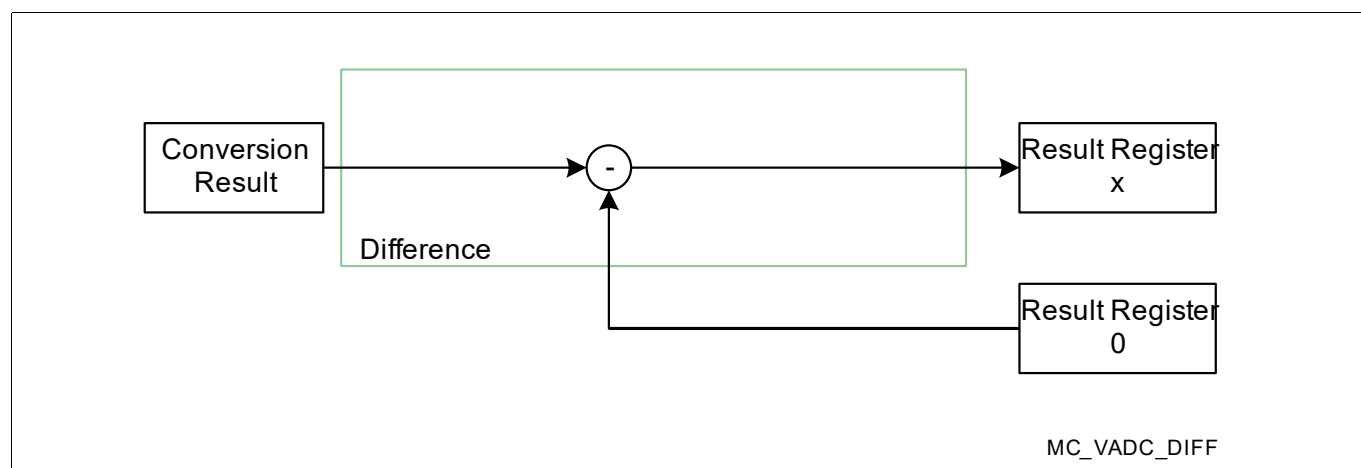 Conversion
Result
-
Result Register
x
Difference
Result Register
0
MC_VADC_DIFF